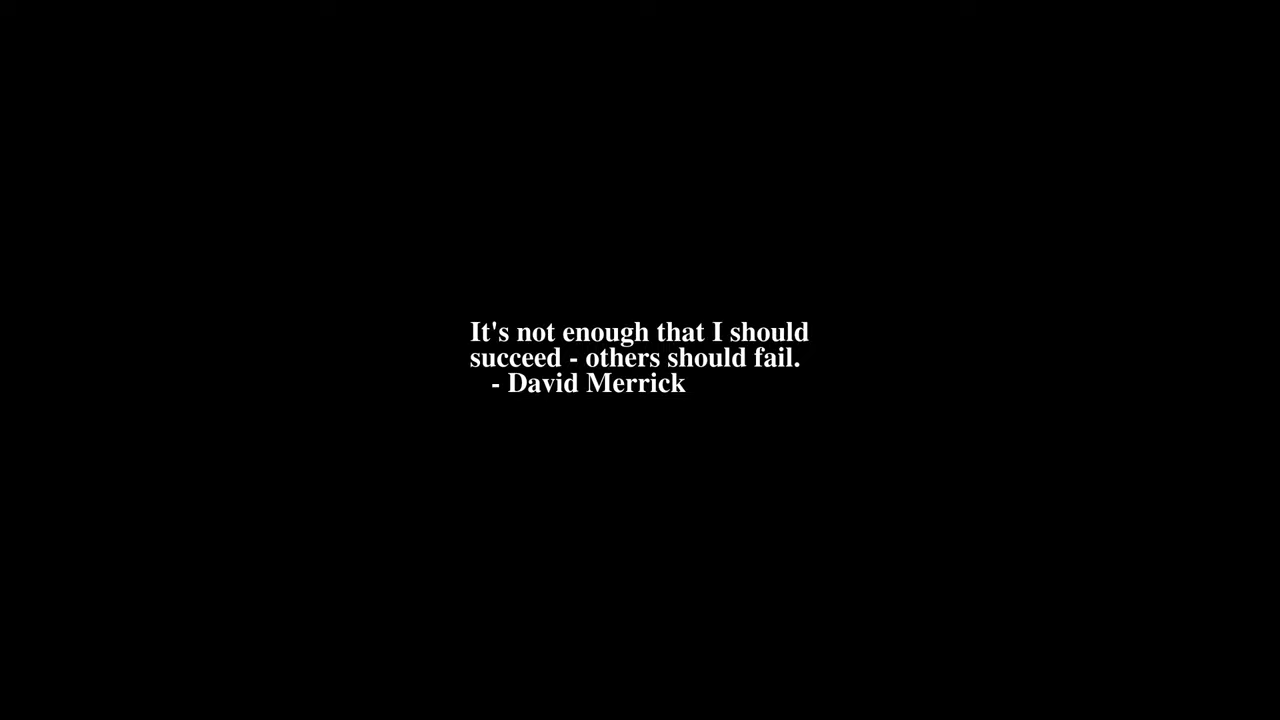 It's not enough that I should
succeed - others should fail.
- David Merrick